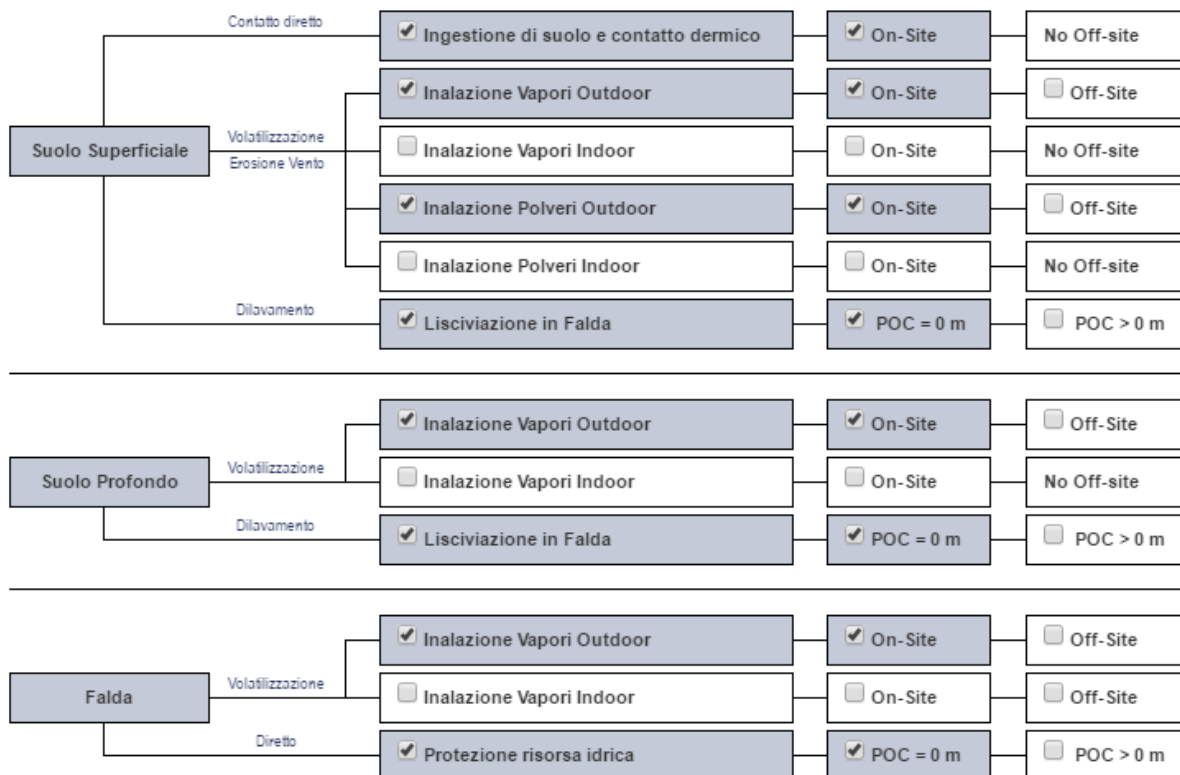 Contatto diretto
Ingestione di suolo e contatto dermico On-Site No Off-site
Inalazione Vapori Outdoor On-Site Off-Site
Suolo Superficiale
Volatilizzazione
Erosione Vento
Inalazione Vapori Indoor On-Site No Off-site
Inalazione Polveri Outdoor On-Site Off-Site
Inalazione Polveri Indoor On-Site No Off-site
Dilavamento
Lisciviazione in Falda POC = 0 m POC > 0 m
Inalazione Vapori Outdoor On-Site Off-Site
Suolo Profondo
Volatilizzazione
Inalazione Vapori Indoor On-Site No Off-site
Dilavamento
Lisciviazione in Falda POC = 0 m POC > 0 m
Inalazione Vapori Outdoor On-Site Off-Site
Falda
Volatilizzazione
Inalazione Vapori Indoor On-Site Off-Site
Diretto
Protezione risorsa idrica POC = 0 m POC > 0 m